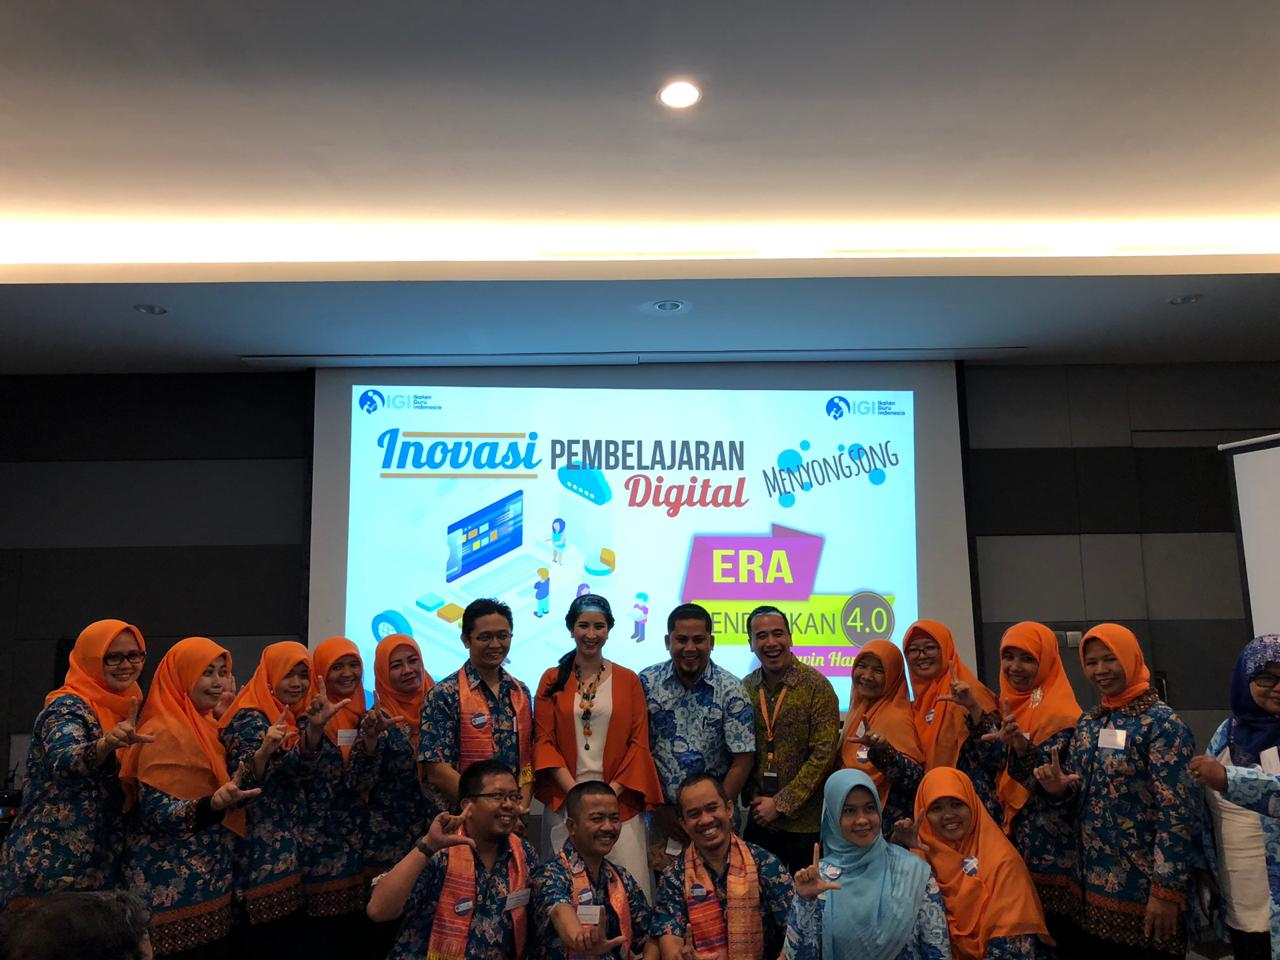 IGI Ikatan
Guru
Indonesia
IGI Ikatan
Guru
Indonesia
Inovasi PEMBELAJARAN
Digital
MENYONGSONG
ERA
4.0